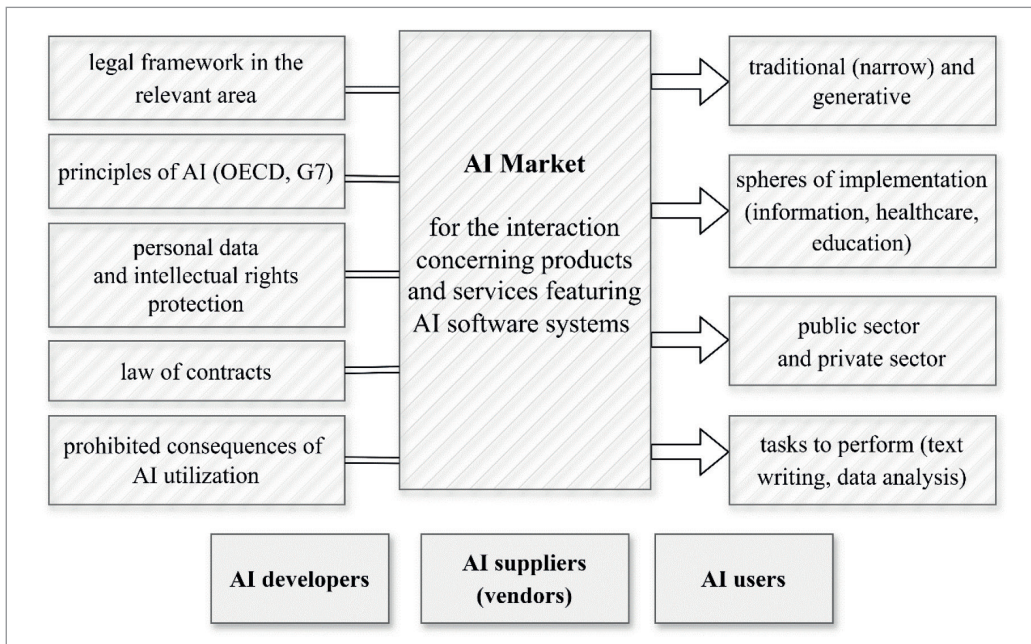 legal framework in the
relevant area
principles of AI (OECD, G7)
personal data
and intellectual rights
protection
law of contracts
prohibited consequences of
AI utilization
AI Market
for the interaction
concerning products
and services featuring
AI software systems
traditional (narrow) and
generative
spheres of implementation
(information, healthcare,
education)
public sector
and private sector
tasks to perform (text
writing, data analysis)
AI developers
AI suppliers
(vendors)
AI users